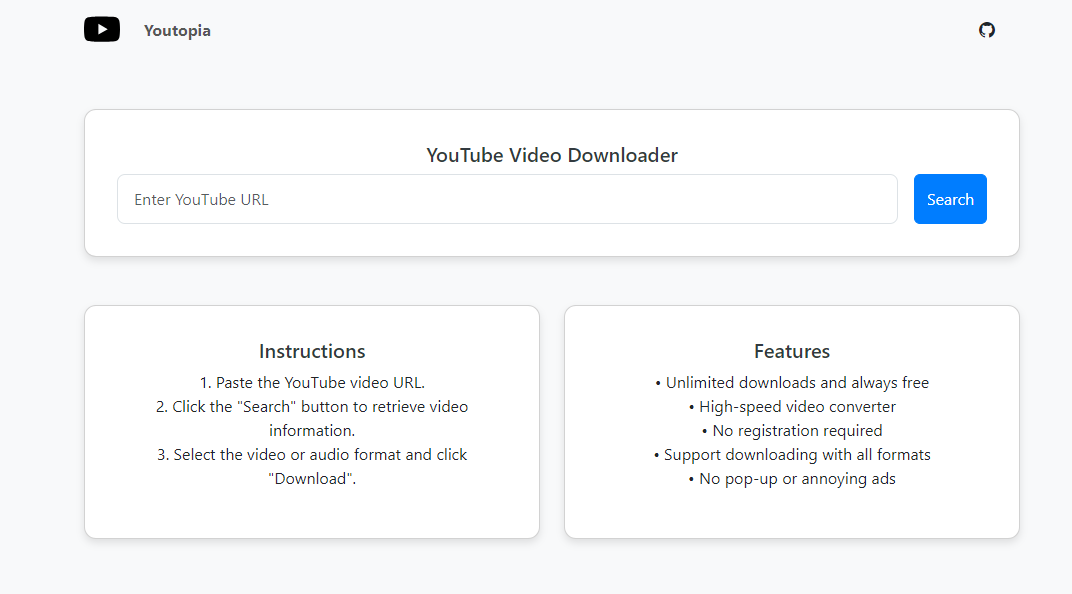 Youtopia
YouTube Video Downloader
Enter YouTube URL
Search
Instructions
1. Paste the YouTube video URL.
2. Click the "Search" button to retrieve video
information.
3. Select the video or audio format and click
"Download".
Features
• Unlimited downloads and always free
• High-speed video converter
• No registration required
• Support downloading with all formats
• No pop-up or annoying ads